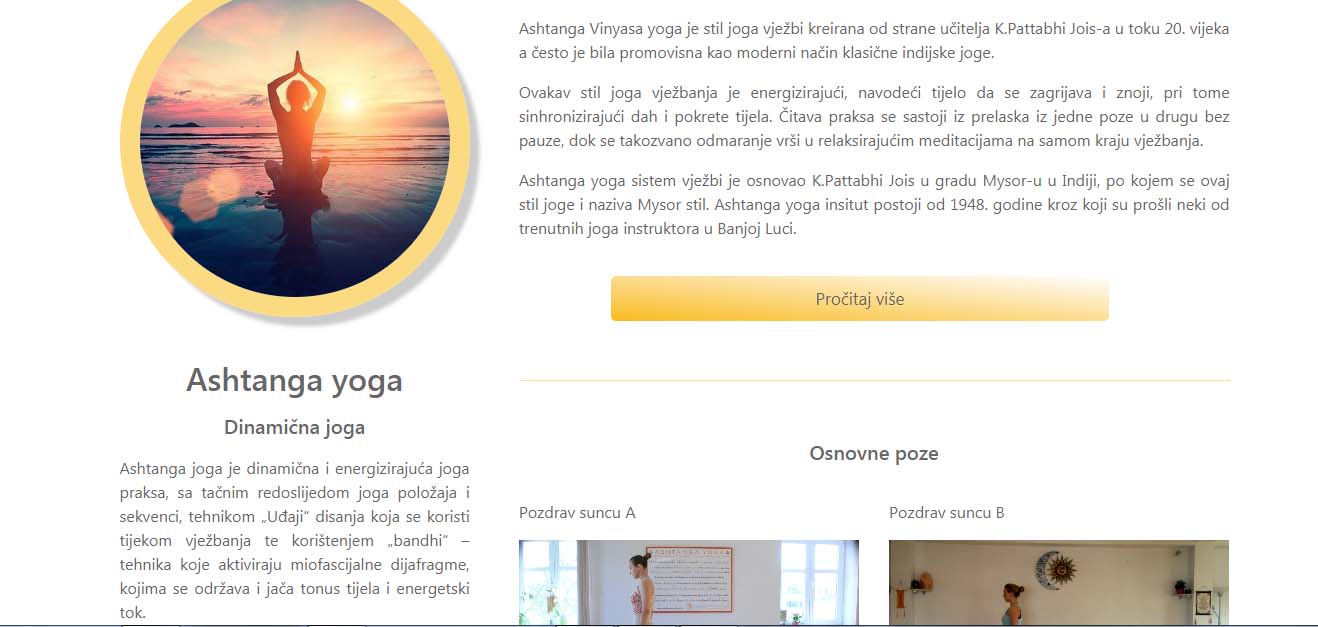 Ashtanga Vinyasa yoga je stil joga vježbi kreirana od strane učitelja K.Pattabhi Jois-a u toku 20. vijeka
a često je bila promovisna kao moderni način klasične indijske joge.
Ovakav stil joga vježbanja je energizirajući, navodeći tijelo da se zagrijava i znoji, pri tome
sinhronizirajući dah i pokrete tijela. Čitava praksa se sastoji iz prelaska iz jedne poze u drugu bez
pauze, dok se takozvano odmaranje vrši u relaksirajućim meditacijama na samom kraju vježbanja.
Ashtanga yoga sistem vježbi je osnovao K.Pattabhi Jois u gradu Mysor-u u Indiji, po kojem se ovaj
stil joge i naziva Mysor stil. Ashtanga yoga insitut postoji od 1948. godine kroz koji su prošli neki od
trenutnih joga instruktora u Banjoj Luci.
Pročitaj više
Ashtanga yoga
Dinamična joga
Ashtanga joga je dinamična i energizirajuća joga
praksa, sa tačnim redoslijedom joga položaja i
sekvenci, tehnikom „Uđaji“ disanja koja se koristi
tijekom vježbanja te korištenjem „bandhi“ –
tehnika koje aktiviraju miofascijalne dijafragme,
kojima se održava i jača tonus tijela i energetski
tok.
Osnovne poze
Pozdrav suncu A
Pozdrav suncu B
ASHTANGA YOGA